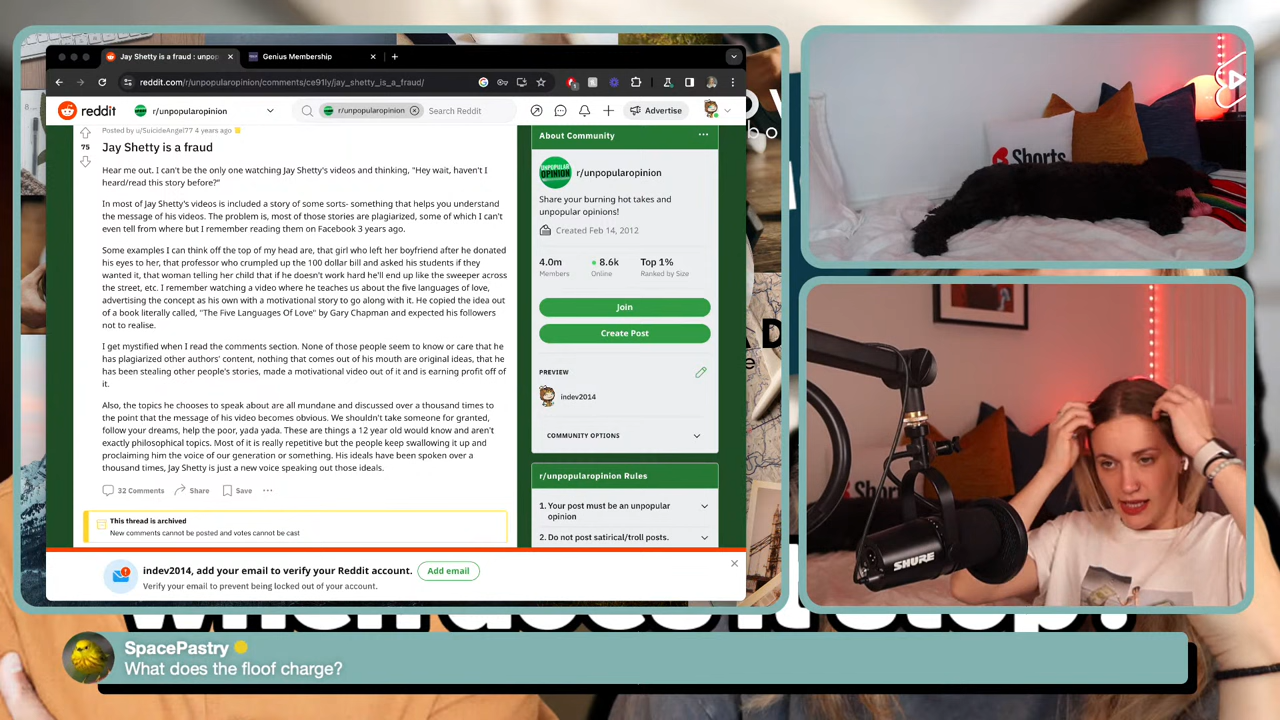 Jay Shetty is a fraud : unpop
Genius Membership
reddit.com/r/unpopularopinion/comments/ce91ly/jay_shetty_is_a_fraud/
reddit
r/unpopularopinion
r/unpopularopinion
Search Reddit
Advertise
Posted by u/SuicideAngel77 4 years ago
75
Jay Shetty is a fraud
Hear me out. I can't be the only one watching Jay Shetty's videos and thinking, "Hey wait, haven't I
heard/read this story before?"
In most of Jay Shetty's videos is included a story of some sorts- something that helps you understand
the message of his videos. The problem is, most of those stories are plagiarized, some of which I can't
even tell from where but I remember reading them on Facebook 3 years ago.
Some examples I can think off the top of my head are, that girl who left her boyfriend after he donated
his eyes to her, that professor who crumpled up the 100 dollar bill and asked his students if they
wanted it, that woman telling her child that if he doesn't work hard he'll end up like the sweeper across
the street, etc. I remember watching a video where he teaches us about the five languages of love,
advertising the concept as his own with a motivational story to go along with it. He copied the idea out
of a book literally called, "The Five Languages Of Love" by Gary Chapman and expected his followers
not to realise.
I get mystified when I read the comments section. None of those people seem to know or care that he
has plagiarized other authors' content, nothing that comes out of his mouth are original ideas, that he
has been stealing other people's stories, made a motivational video out of it and is earning profit off of
it.
Also, the topics he chooses to speak about are all mundane and discussed over a thousand times to
the point that the message of his video becomes obvious. We shouldn't take someone for granted,
follow your dreams, help the poor, yada yada. These are things a 12 year old would know and aren't
exactly philosophical topics. Most of it is really repetitive but the people keep swallowing it up and
proclaiming him the voice of our generation or something. His ideals have been spoken over a
thousand times, Jay Shetty is just a new voice speaking out those ideals.
32 Comments
Share
Save
This thread is archived
New comments cannot be posted and votes cannot be cast
About Community
UNPOPULAR
OPINION
r/unpopularopinion
Share your burning hot takes and
unpopular opinions!
Created Feb 14, 2012
4.0m
8.6k
Top 1%
Members
Online
Ranked by Size
Join
Create Post
PREVIEW
indev2014
COMMUNITY OPTIONS
r/unpopularopinion Rules
1. Your post must be an unpopular
opinion
2. Do not post satirical/troll posts.
indev2014, add your email to verify your Reddit account.
Add email
Verify your email to prevent being locked out of your account.
Shorts
SHURE
SpacePastry
What does the floof charge?